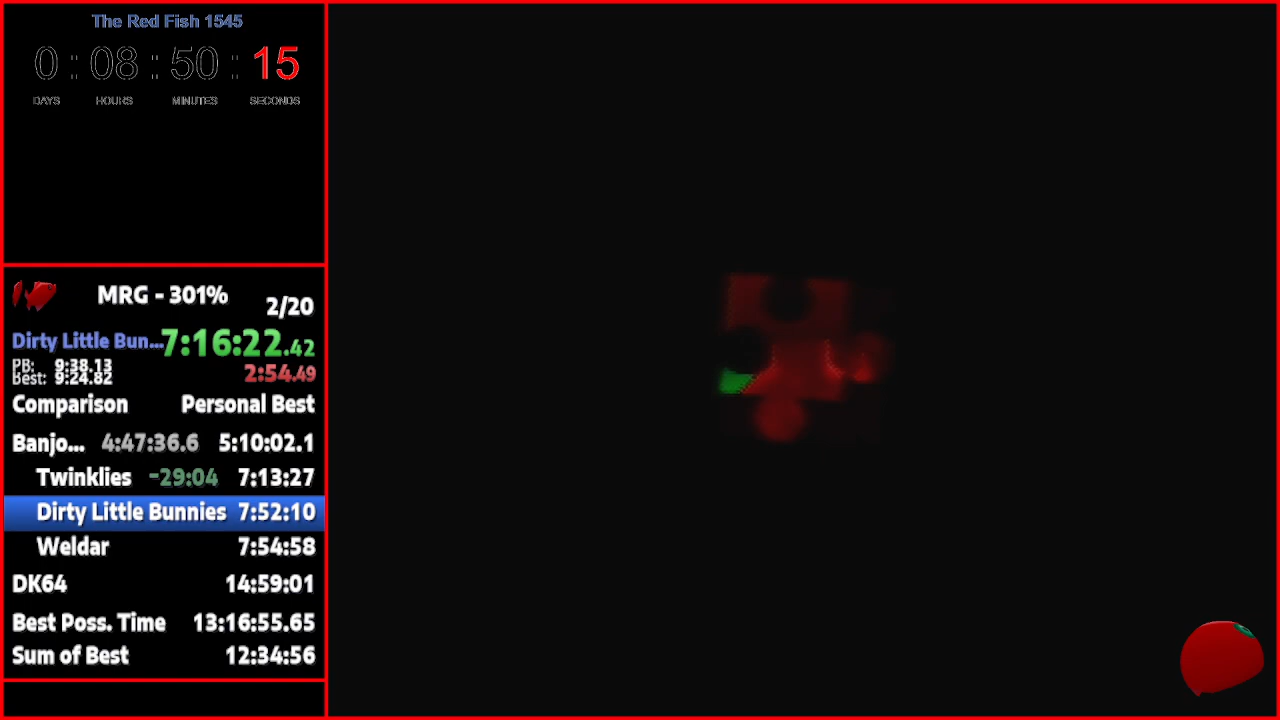 The Red Fish 1545
0 : 08 : 50 : 15
DAYS HOURS MINUTES SECONDS
MRG - 301% 2/20
Dirty Little Bun... 7:16:22.42
PB: 9:38.13
Best: 9:24.82 2:54.49
Comparison Personal Best
Banjo... 4:47:36.6 5:10:02.1
Twinklies -29:04 7:13:27
Dirty Little Bunnies 7:52:10
Weldar 7:54:58
DK64 14:59:01
Best Poss. Time 13:16:55.65
Sum of Best 12:34:56